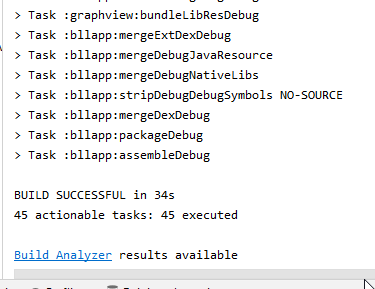 > Task :graphview:bundleLibResDebug
> Task :bllapp:mergeExtDexDebug
> Task :bllapp:mergeDebugJavaResource
> Task :bllapp:mergeDebugNativeLibs
> Task :bllapp:stripDebugDebugSymbols NO-SOURCE
> Task :bllapp:mergeDexDebug
> Task :bllapp:packageDebug
> Task :bllapp:assembleDebug
BUILD SUCCESSFUL in 34s
45 actionable tasks: 45 executed
Build Analyzer results available